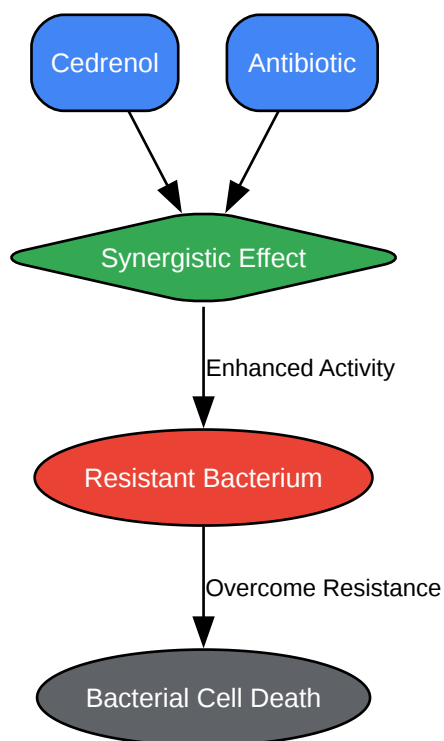 Cedrenol
Antibiotic
Synergistic Effect
Enhanced Activity
Resistant Bacterium
Overcome Resistance
Bacterial Cell Death